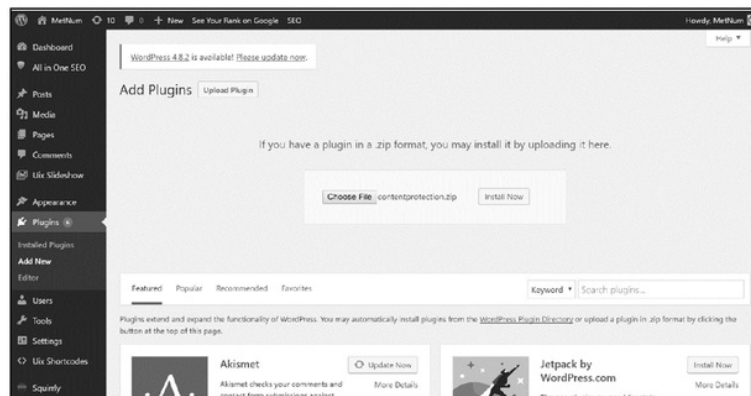 MetNum 10 0 + New See Your Rank on Google SEO Howdy, MetNum
Help ▼
Dashboard
All in One SEO
Posts
Media
Pages
Comments
Uix Slideshow
Appearance
Plugins
Installed Plugins
Add New
Editor
Users
Tools
Settings
Uix Shortcodes
Squirrly
WordPress 4.8.2 is available! Please update now.
Add Plugins Upload Plugin
If you have a plugin in a .zip format, you may install it by uploading it here.
Choose File contentprotection.zip Install Now
Featured Popular Recommended Favorites Keyword ▼ Search plugins...
Plugins extend and expand the functionality of WordPress. You may automatically install plugins from the WordPress Plugin Directory or upload a plugin in .zip format by clicking the
button at the top of this page.
Akismet Update Now
Akismet checks your comments and More Details
contact form submissions against
Jetpack by Install Now
WordPress.com More Details